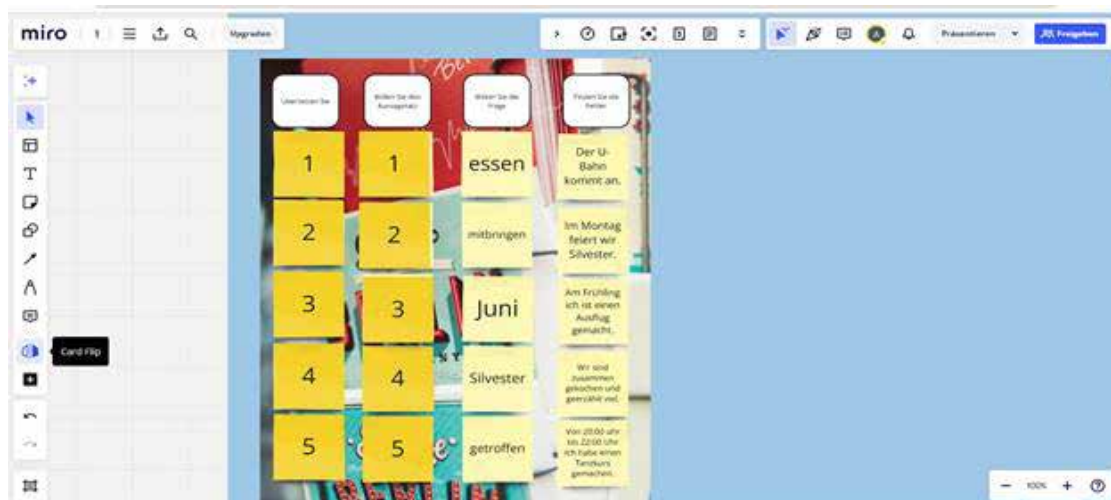 miro
Upgraden
Präsentieren
Freigeben
Übersetzen Sie
Bilden Sie den
Bilden Sie die
Frage
Finden Sie die
Fehler
1
1
essen
Der U-
Bahn
kommt an.
2
2
mitbringen
Im Montag
feiert wir
Silvester.
3
3
Juni
Am Frühling
ich ist einen
Ausflug
gemacht.
Card Flip
4
4
Silvester
Wir sind
zusammen
gekochen und
geerzählt viel.
5
5
getroffen
Von 20:00 uhr
bis 22:00 Uhr
ich habe einen
Tanzkurs
gemachen.
100%